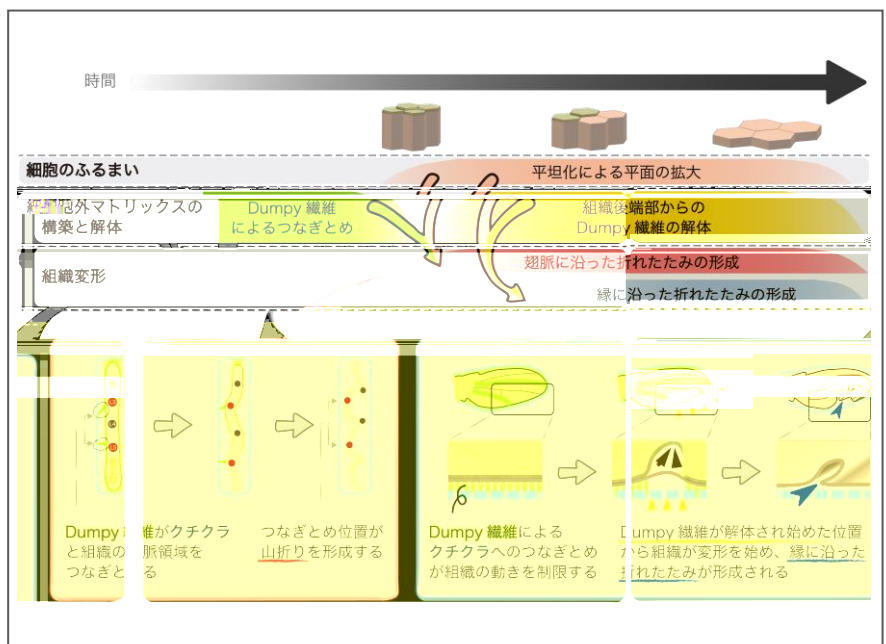 時間
細胞のふるまい
平坦化による平面の拡大
胞外マトリックスの
構築と解体
Dumpy 繊維
によるつなぎとめ
組織後端部からの
Dumpy 繊維の解体
組織変形
翅脈に沿った折れたたみの形成
縁に沿った折れたたみの形成
Dumpy 維がクチクラ
と組織の脈領域を
つなぎとる
つなぎとめ位置が
山折りを形成する
Dumpy 繊維による
クチクラへのつなぎとめ
が組織の動きを制限する
Dumpy 繊維が解体され始めた位置
から組織が変形を始め、縁に沿った
折れたたみが形成される